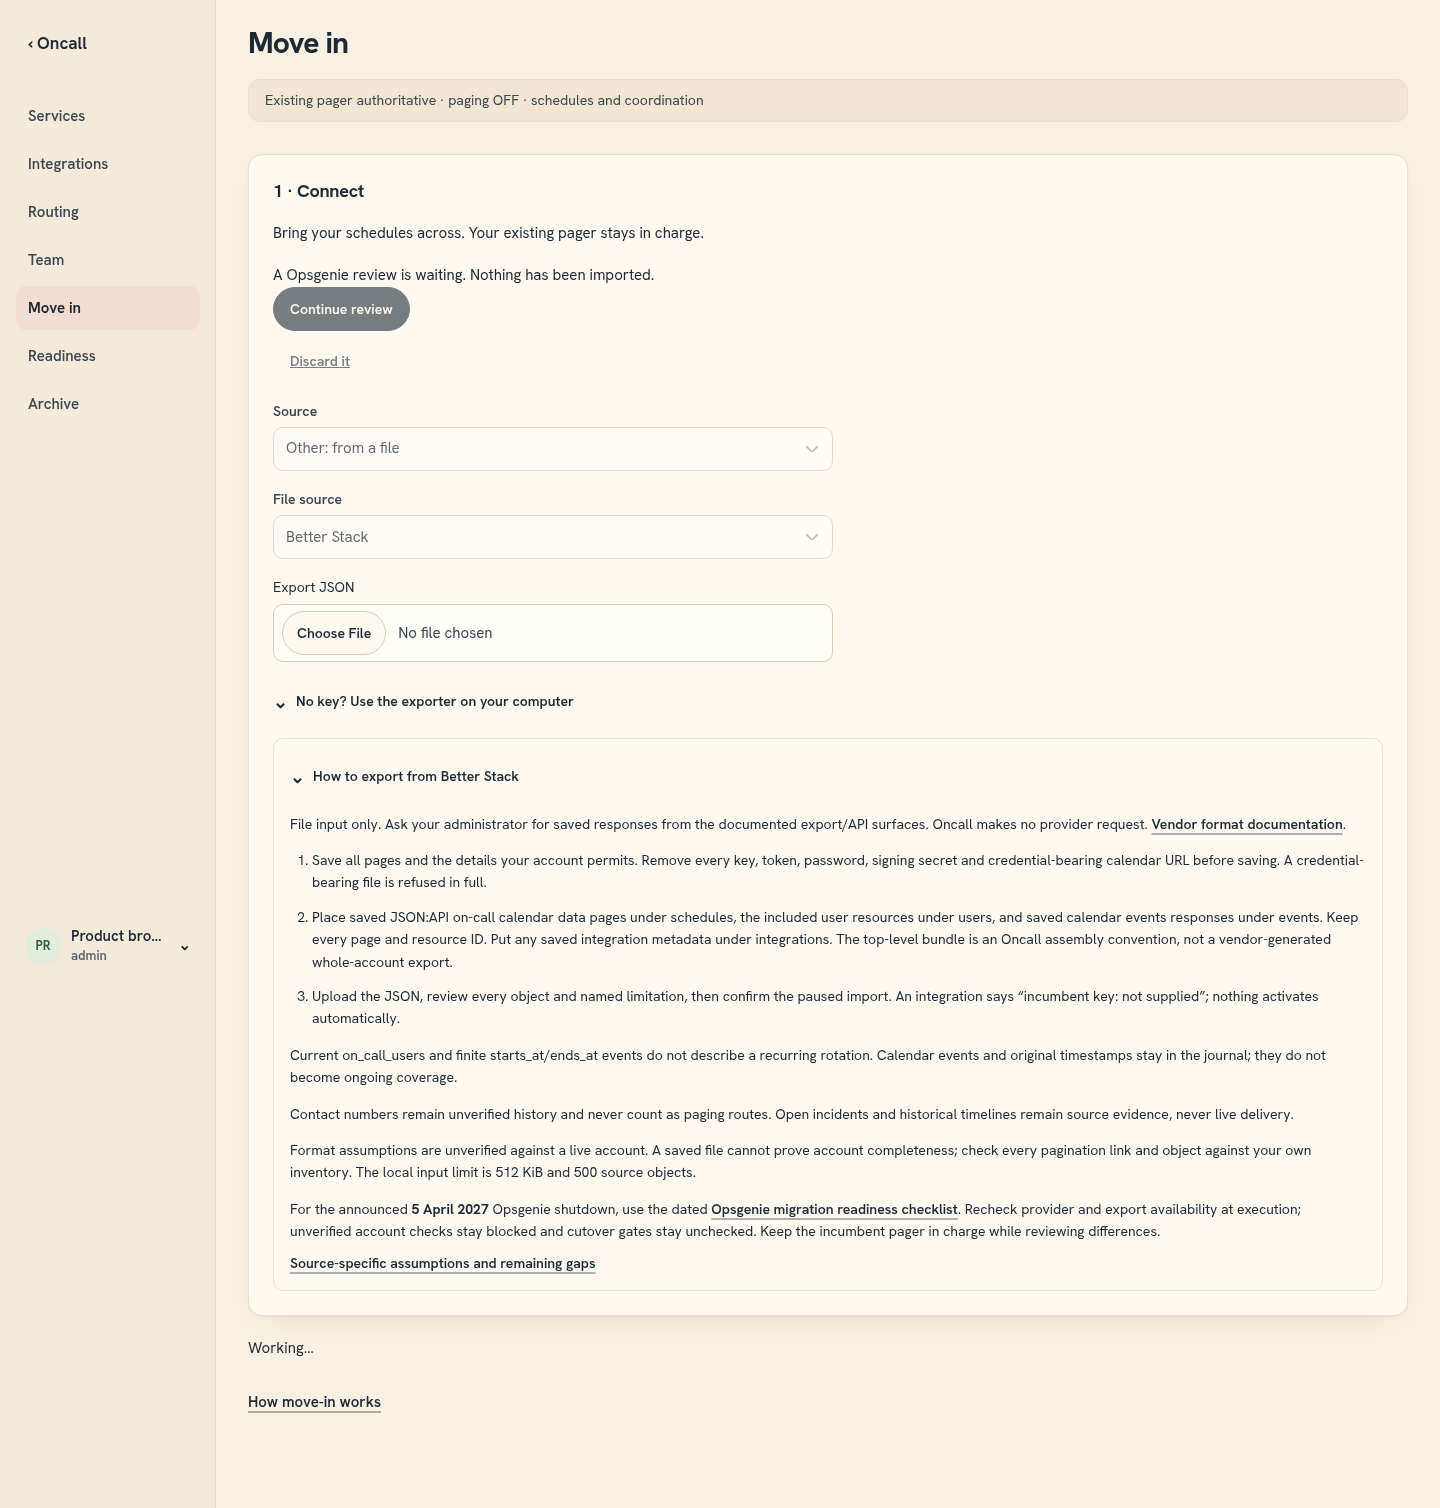 ‹ Oncall
Services
Integrations
Routing
Team
Move in
Readiness
Archive
PR
Product bro...
admin
Move in
Existing pager authoritative · paging OFF · schedules and coordination
1 · Connect
Bring your schedules across. Your existing pager stays in charge.
A Opsgenie review is waiting. Nothing has been imported.
Continue review
Discard it
Source
Other: from a file
File source
Better Stack
Export JSON
Choose File No file chosen
No key? Use the exporter on your computer
How to export from Better Stack
File input only. Ask your administrator for saved responses from the documented export/API surfaces. Oncall makes no provider request. Vendor format documentation.
1. Save all pages and the details your account permits. Remove every key, token, password, signing secret and credential-bearing calendar URL before saving. A credential-
bearing file is refused in full.
2. Place saved JSON:API on-call calendar data pages under schedules, the included user resources under users, and saved calendar events responses under events. Keep
every page and resource ID. Put any saved integration metadata under integrations. The top-level bundle is an Oncall assembly convention, not a vendor-generated
whole-account export.
3. Upload the JSON, review every object and named limitation, then confirm the paused import. An integration says “incumbent key: not supplied”; nothing activates
automatically.
Current on_call_users and finite starts_at/ends_at events do not describe a recurring rotation. Calendar events and original timestamps stay in the journal; they do not
become ongoing coverage.
Contact numbers remain unverified history and never count as paging routes. Open incidents and historical timelines remain source evidence, never live delivery.
Format assumptions are unverified against a live account. A saved file cannot prove account completeness; check every pagination link and object against your own
inventory. The local input limit is 512 KiB and 500 source objects.
For the announced 5 April 2027 Opsgenie shutdown, use the dated Opsgenie migration readiness checklist. Recheck provider and export availability at execution;
unverified account checks stay blocked and cutover gates stay unchecked. Keep the incumbent pager in charge while reviewing differences.
Source-specific assumptions and remaining gaps
Working...
How move-in works